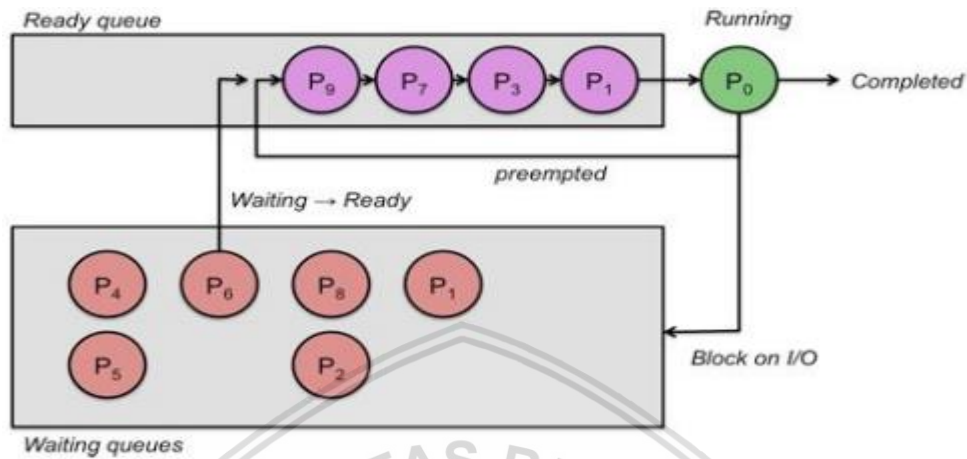 Ready queue
Running
P9 P7 P3 P1 P0 Completed
preempted
Waiting → Ready
P4 P6 P8 P1
P5 P2
Block on I/O
Waiting queues
TAS